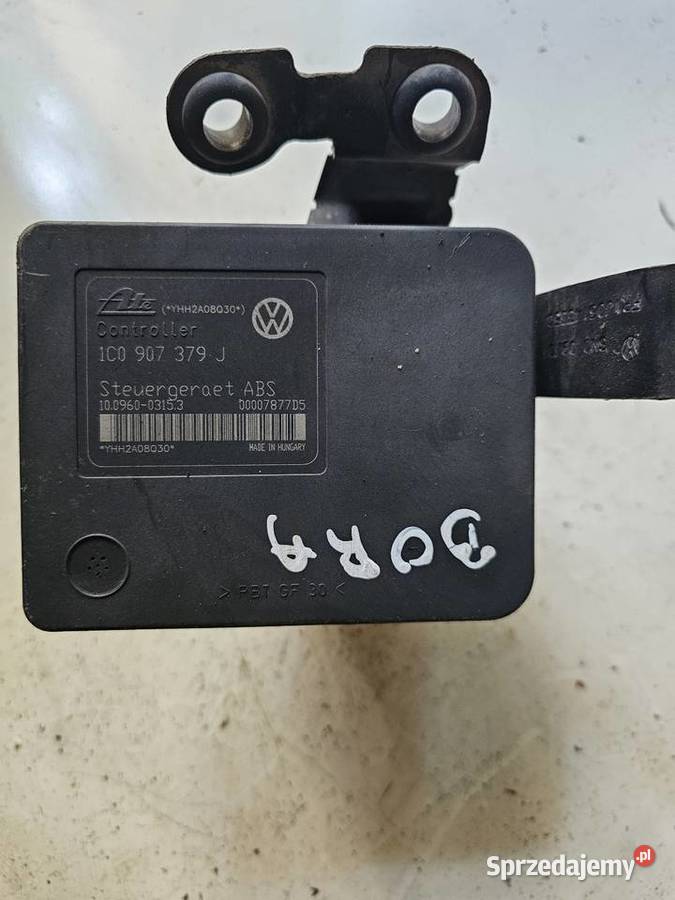 Ate (*YHH2A08Q30*)
Controller
1C0 907 379 J
Steuergeraet ABS
10.0960-0315.3 00007877D5
*YHH2A08Q30* MADE IN HUNGARY
BORA
> PBT GF 30 <
Sprzedajemy.pl